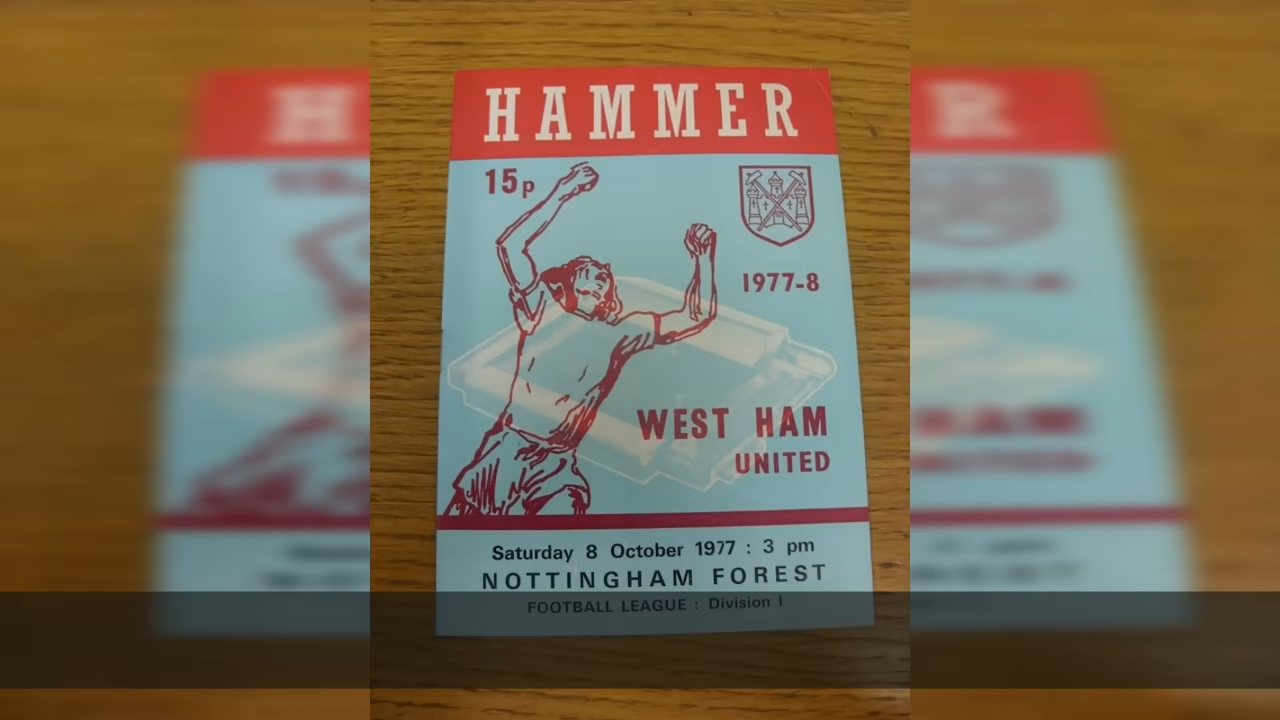 HAMMER
15p
1977-8
WEST HAM
UNITED
Saturday 8 October 1977 : 3 pm
NOTTINGHAM FOREST
FOOTBALL LEAGUE : Division I